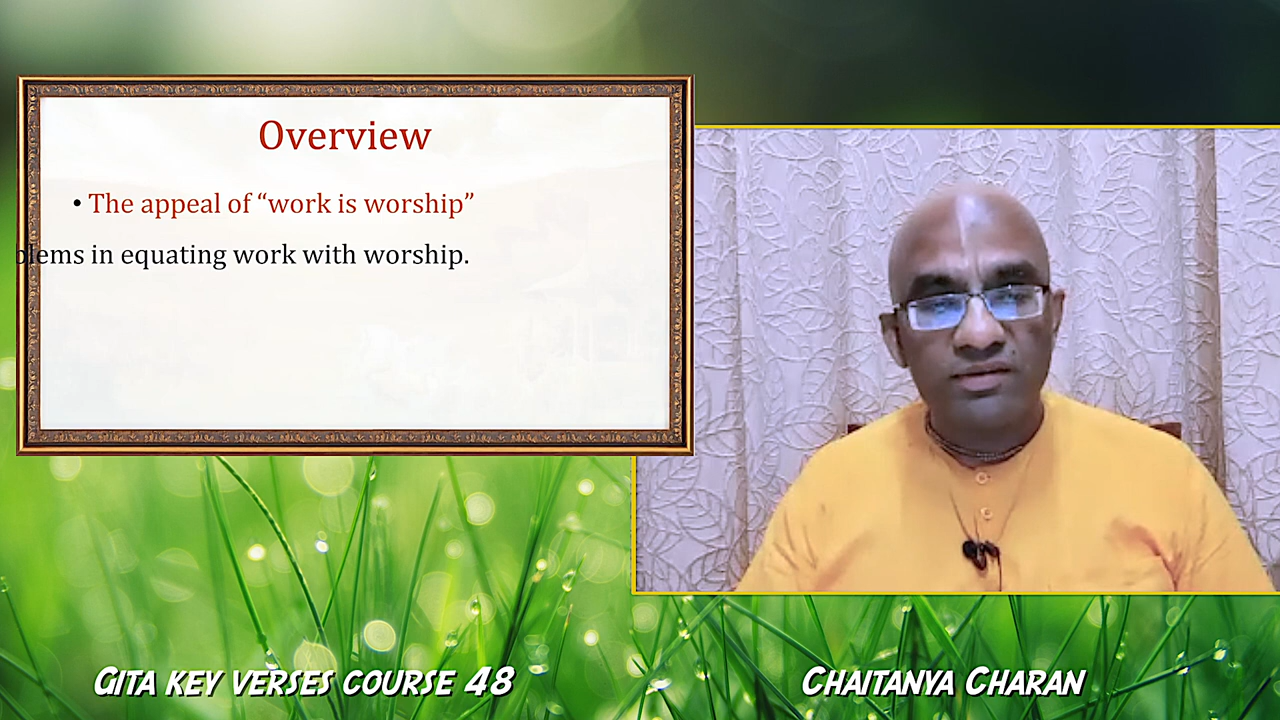 Overview
• The appeal of “work is worship”
blems in equating work with worship.
GITA KEY VERSES COURSE 48
CHAITANYA CHARAN